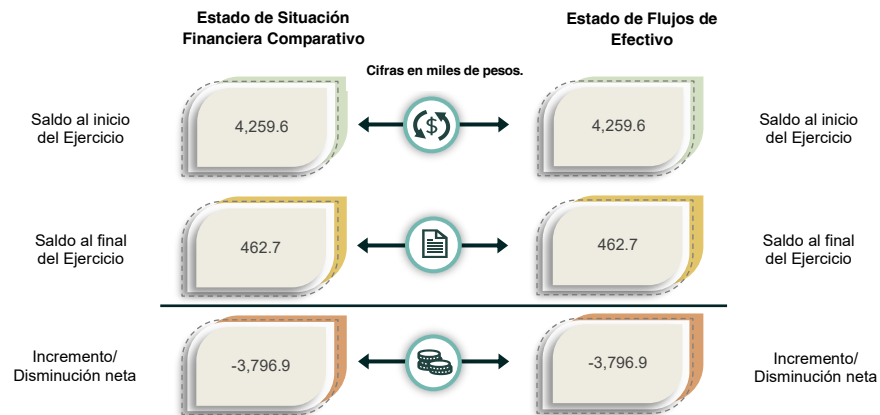 Estado de Situación
Financiera Comparativo
Estado de Flujos de
Efectivo
Cifras en miles de pesos.
Saldo al inicio
del Ejercicio
4,259.6
$
4,259.6
Saldo al inicio
del Ejercicio
Saldo al final
del Ejercicio
462.7
462.7
Saldo al final
del Ejercicio
Incremento/
Disminución neta
-3,796.9
-3,796.9
Incremento/
Disminución neta